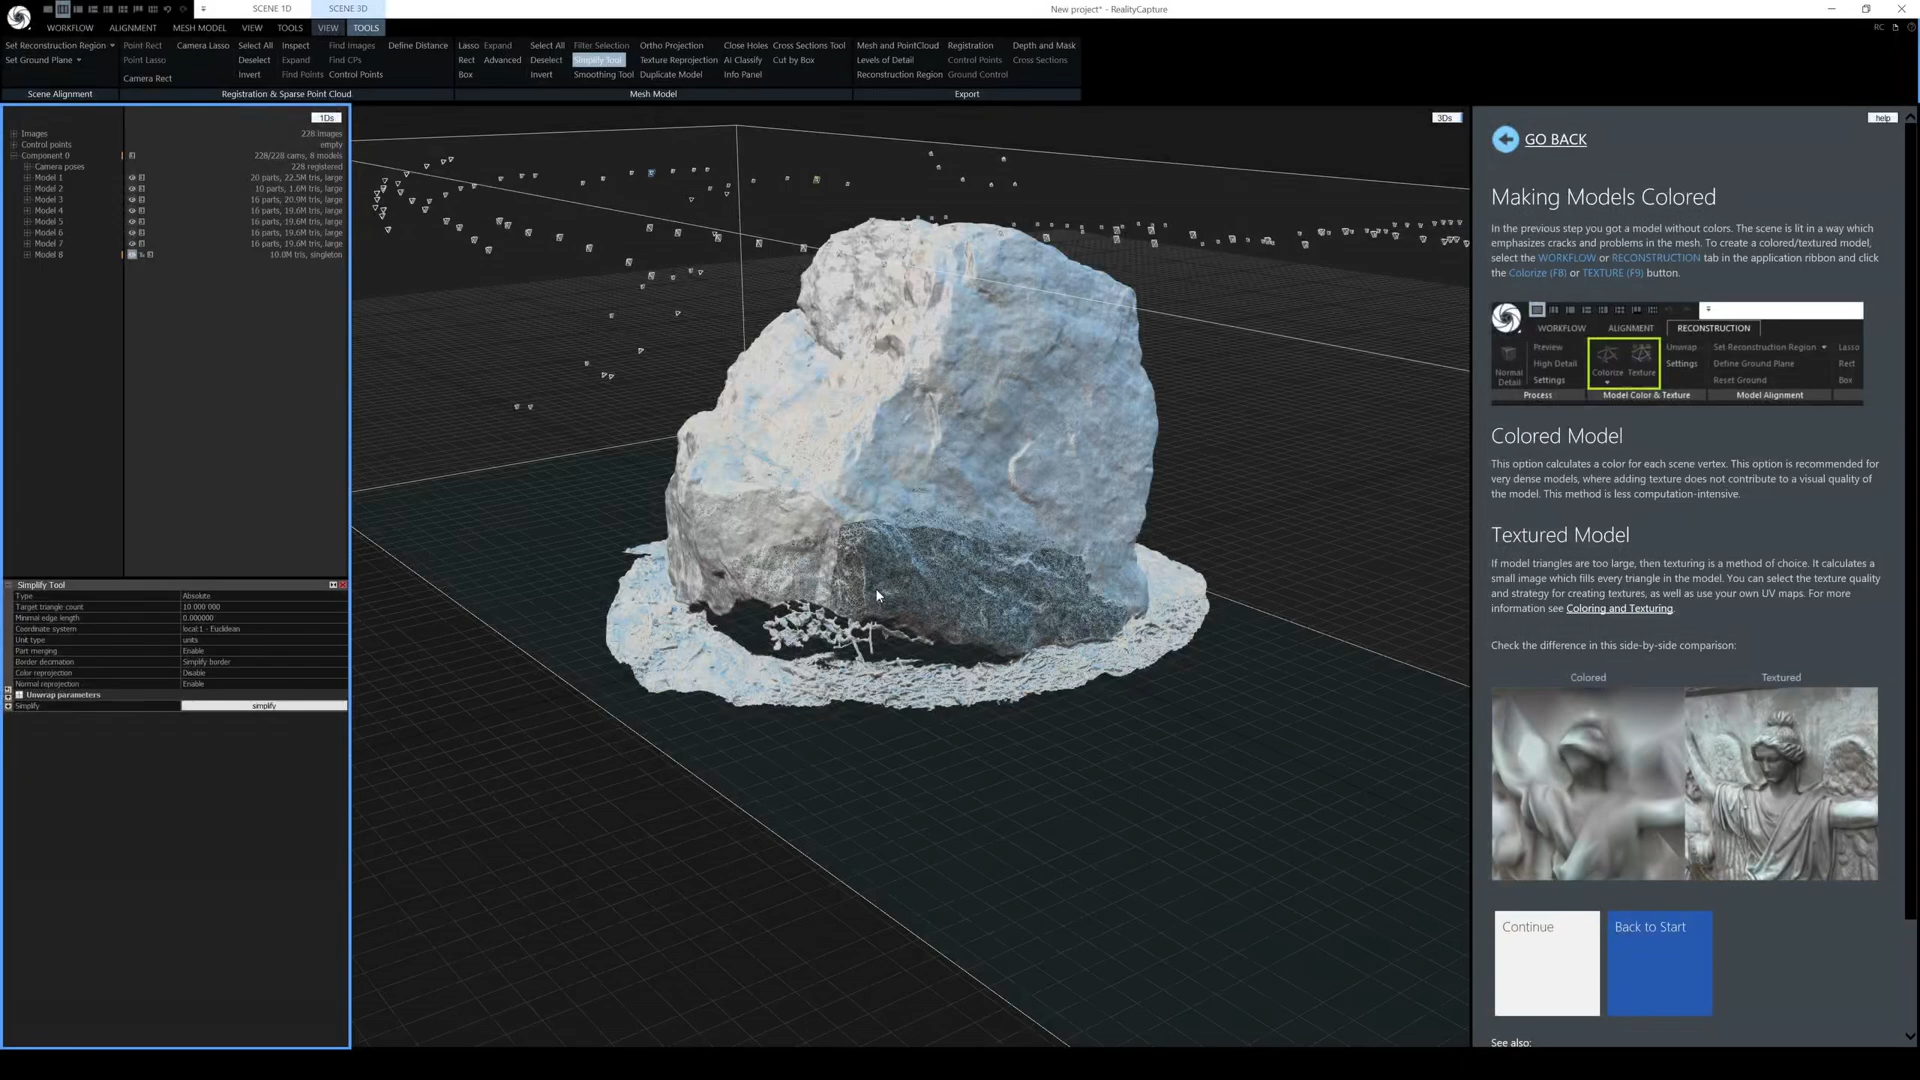 SCENE 1D
SCENE 3D
New project* - RealityCapture
WORKFLOW
ALIGNMENT
MESH MODEL
VIEW
TOOLS
VIEW
TOOLS
RC
Set Reconstruction Region
Point Rect
Camera Lasso
Select All
Inspect
Find Images
Define Distance
Lasso
Expand
Select All
Filter Selection
Ortho Projection
Close Holes
Cross Sections Tool
Mesh and PointCloud
Registration
Depth and Mask
Set Ground Plane
Point Lasso
Deselect
Expand
Find CPs
Rect
Advanced
Deselect
Simplify Tool
Texture Reprojection
AI Classify
Cut by Box
Levels of Detail
Control Points
Cross Sections
Camera Rect
Invert
Find Points
Control Points
Box
Invert
Smoothing Tool
Duplicate Model
Info Panel
Reconstruction Region
Ground Control
Scene Alignment
Registration & Sparse Point Cloud
Mesh Model
Export
1Ds
Images
228 images
Control points
empty
Component 0
228/228 cams, 8 models
Camera poses
228 registered
Model 1
20 parts, 22.5M tris, large
Model 2
10 parts, 1.6M tris, large
Model 3
16 parts, 20.9M tris, large
Model 4
16 parts, 19.6M tris, large
Model 5
16 parts, 19.6M tris, large
Model 6
16 parts, 19.6M tris, large
Model 7
16 parts, 19.6M tris, large
Model 8
10.0M tris, singleton
Simplify Tool
Type
Absolute
Target triangle count
10 000 000
Minimal edge length
0.000000
Coordinate system
local:1 - Euclidean
Unit type
units
Part merging
Enable
Border decimation
Simplify border
Color reprojection
Disable
Normal reprojection
Enable
Unwrap parameters
Simplify
simplify
3Ds
help
GO BACK
Making Models Colored
In the previous step you got a model without colors. The scene is lit in a way which
emphasizes cracks and problems in the mesh. To create a colored/textured model,
select the WORKFLOW or RECONSTRUCTION tab in the application ribbon and click
the Colorize (F8) or TEXTURE (F9) button.
WORKFLOW
ALIGNMENT
RECONSTRUCTION
Preview
Unwrap
Set Reconstruction Region
Lasso
High Detail
Settings
Define Ground Plane
Rect
Normal
Detail
Settings
Colorize
Texture
Reset Ground
Box
Process
Model Color & Texture
Model Alignment
Colored Model
This option calculates a color for each scene vertex. This option is recommended for
very dense models, where adding texture does not contribute to a visual quality of
the model. This method is less computation-intensive.
Textured Model
If model triangles are too large, then texturing is a method of choice. It calculates a
small image which fills every triangle in the model. You can select the texture quality
and strategy for creating textures, as well as use your own UV maps. For more
information see Coloring and Texturing.
Check the difference in this side-by-side comparison:
Colored
Textured
Continue
Back to Start
See also: